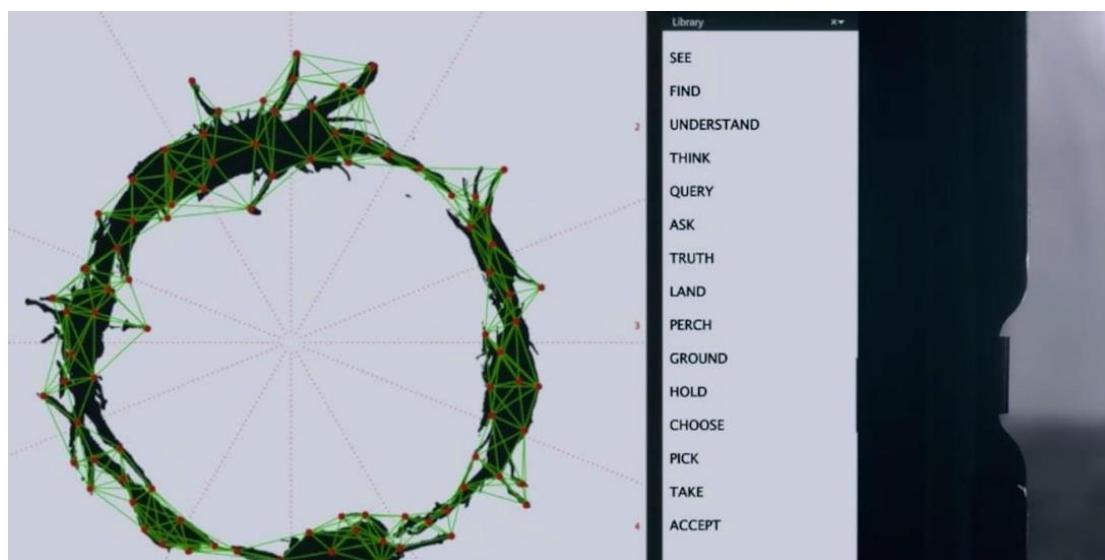 Library
SEE
FIND
2
UNDERSTAND
THINK
QUERY
ASK
TRUTH
LAND
3
PERCH
GROUND
HOLD
CHOOSE
PICK
TAKE
4
ACCEPT